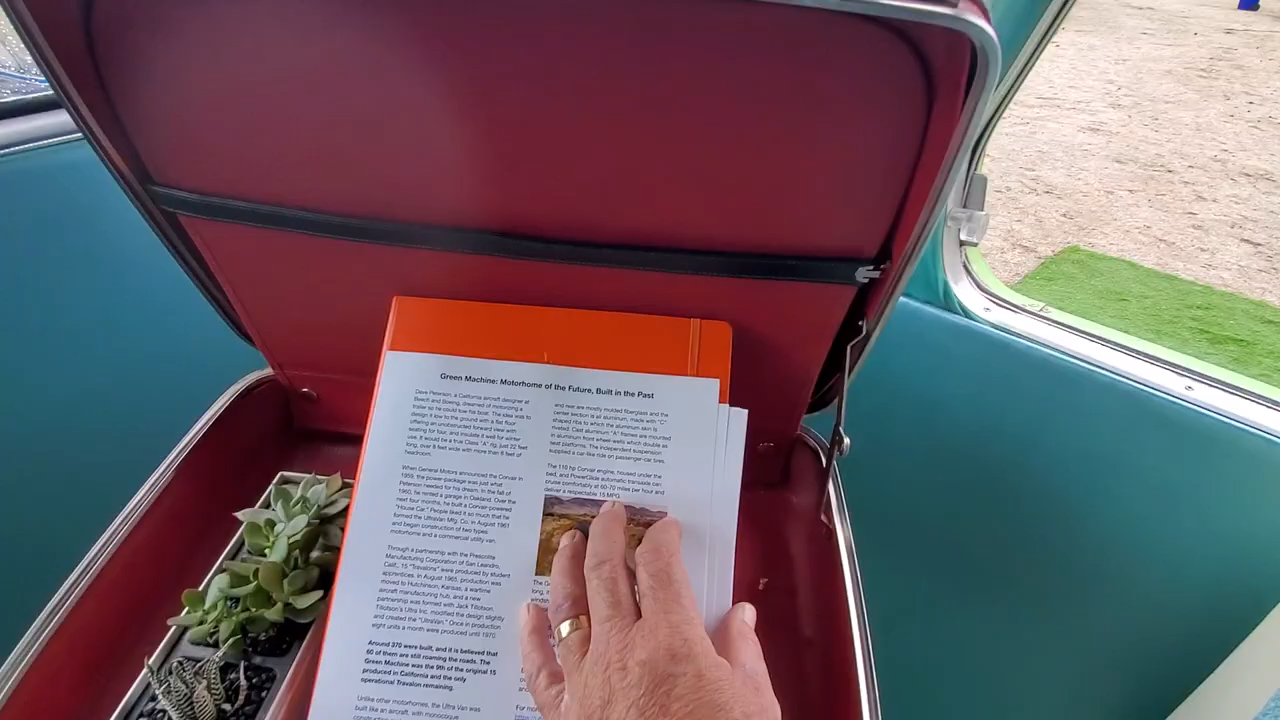 Green Machine: Motorhome of the Future, Built in the Past
Dave Peterson, a California aircraft designer at
Beech and Boeing, dreamed of motorizing a
trailer so he could tow his boat. The idea was to
design it low to the ground with a flat floor
offering an unobstructed forward view with
seating for four, and insulate it well for winter
use. It would be a true Class "A" rig, just 22 feet
long, over 8 feet wide with more than 6 feet of
headroom.
When General Motors announced the Corvair in
1959, the power-package was just what
Peterson needed for his dream. In the fall of
1960, he rented a garage in Oakland. Over the
next four months, he built a Corvair-powered
"House Car." People liked it so much that he
formed the UltraVan Mfg. Co. in August 1961
and began construction of two types:
motorhome and a commercial utility van.
Through a partnership with the Prescolite
Manufacturing Corporation of San Leandro,
Calif., 15 "Travalons" were produced by student
apprentices. In August 1965, production was
moved to Hutchinson, Kansas, a wartime
aircraft manufacturing hub, and a new
partnership was formed with Jack Tillotson.
Tillotson's Ultra Inc. modified the design slightly
and created the "UltraVan." Once in production
eight units a month were produced until 1970.
Around 370 were built, and it is believed that
60 of them are still roaming the roads. The
Green Machine was the 9th of the original 15
produced in California and the only
operational Travalon remaining.
Unlike other motorhomes, the Ultra Van was
built like an aircraft, with monocoque
and rear are mostly molded fiberglass and the
center section is all aluminum, made with "C"
shaped ribs to which the aluminum skin is
riveted. Cast aluminum "A" frames are mounted
in aluminum front wheel-wells which double as
seat platforms. The independent suspension
supplied a car-like ride on passenger-car tires.
The 110 hp Corvair engine, housed under the
bed, and PowerGlide automatic transaxle can
cruise comfortably at 60-70 miles per hour and
deliver a respectable 15 MPG.
The
long,
For